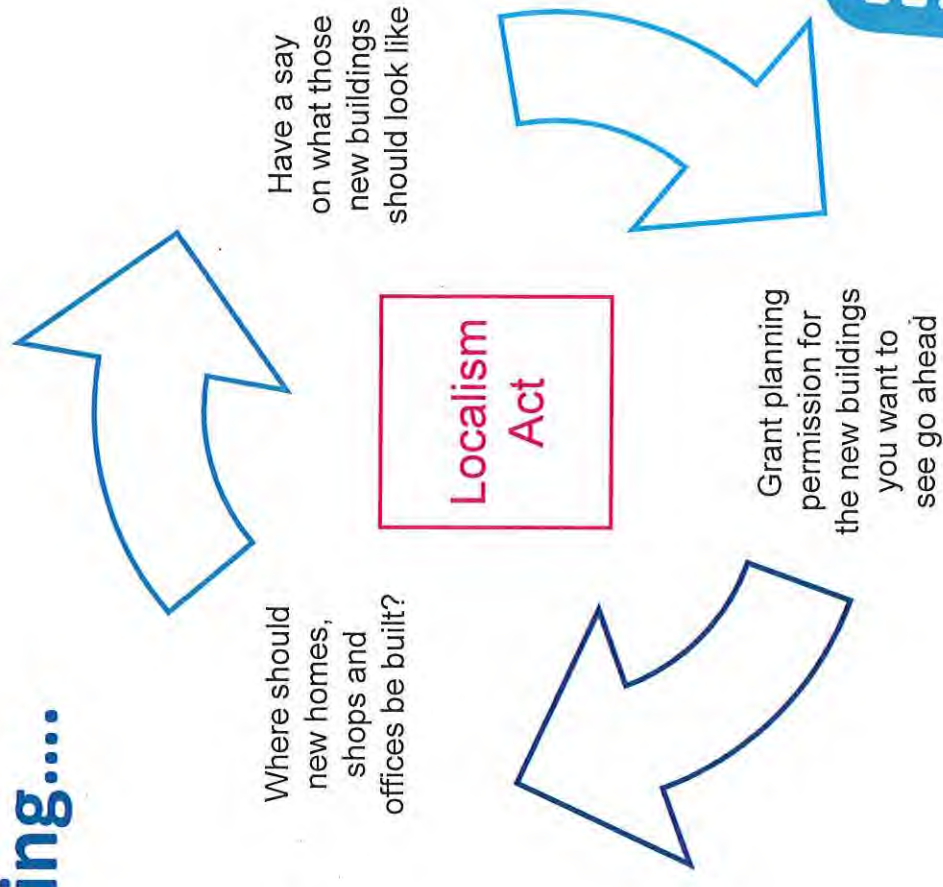 ing....
Where should
new homes,
shops and
offices be built?
Have a say
on what those
new buildings
should look like
Localism
Act
Grant planning
permission for
the new buildings
you want to
see go ahead